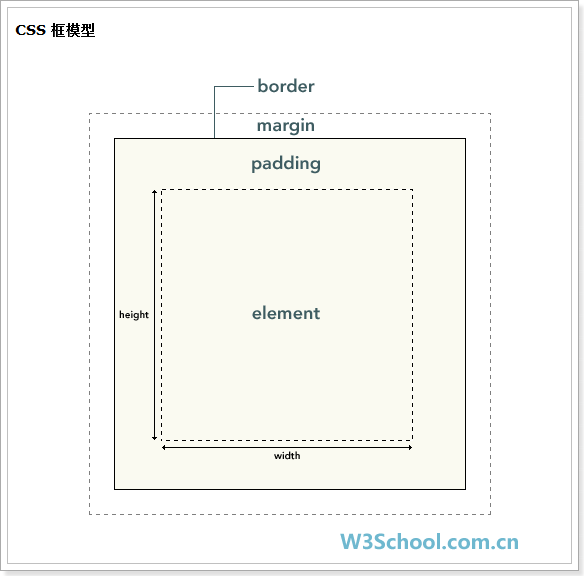 CSS 框模型
border
margin
padding
element
height
width
W3School.com.cn